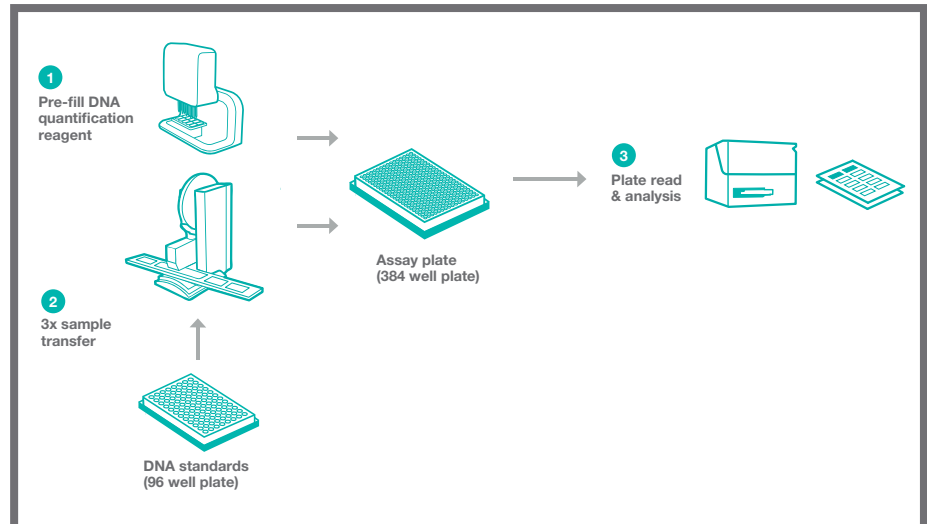 1
Pre-fill DNA
quantification
reagent
2
3x sample
transfer
DNA standards
(96 well plate)
Assay plate
(384 well plate)
3
Plate read
& analysis